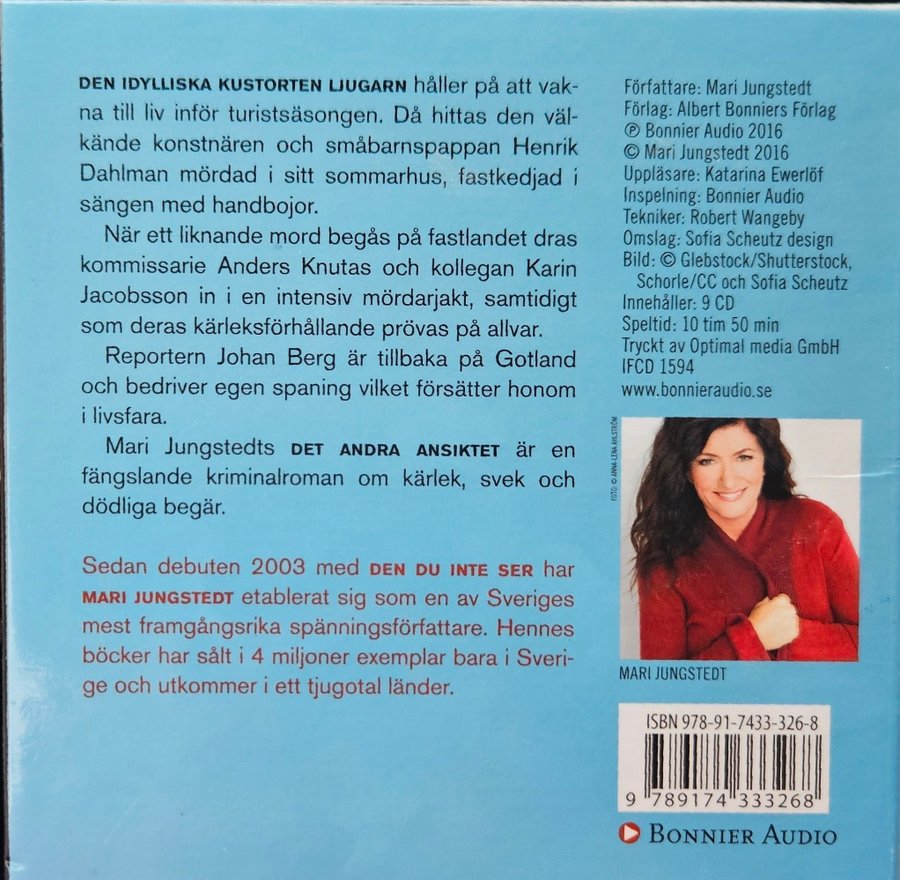 DEN IDYLLISKA KUSTORTEN LJUGARN håller på att vak-
na till liv inför turistsäsongen. Då hittas den väl-
kände konstnären och småbarnspappan Henrik
Dahlman mördad i sitt sommarhus, fastkedjad i
sängen med handbojor.
När ett liknande mord begås på fastlandet dras
kommissarie Anders Knutas och kollegan Karin
Jacobsson in i en intensiv mördarjakt, samtidigt
som deras kärleksförhållande prövas på allvar.
Reportern Johan Berg är tillbaka på Gotland
och bedriver egen spaning vilket försätter honom
i livsfara.
Mari Jungstedts DET ANDRA ANSIKTET är en
fängslande kriminalroman om kärlek, svek och
dödliga begär.
Sedan debuten 2003 med DEN DU INTE SER har
MARI JUNGSTEDT etablerat sig som en av Sveriges
mest framgångsrika spänningsförfattare. Hennes
böcker har sålt i 4 miljoner exemplar bara i Sveri-
ge och utkommer i ett tjugotal länder.
Författare: Mari Jungstedt
Förlag: Albert Bonniers Förlag
℗ Bonnier Audio 2016
© Mari Jungstedt 2016
Uppläsare: Katarina Ewerlöf
Inspelning: Bonnier Audio
Tekniker: Robert Wangeby
Omslag: Sofia Scheutz design
Bild: © Glebstock/Shutterstock,
Schorle/CC och Sofia Scheutz
Innehåller: 9 CD
Speltid: 10 tim 50 min
Tryckt av Optimal media GmbH
IFCD 1594
www.bonnieraudio.se
FOTO: © ANNA-LENA AHLSTRÖM
MARI JUNGSTEDT
ISBN 978-91-7433-326-8
9 789174 333268
BONNIER AUDIO